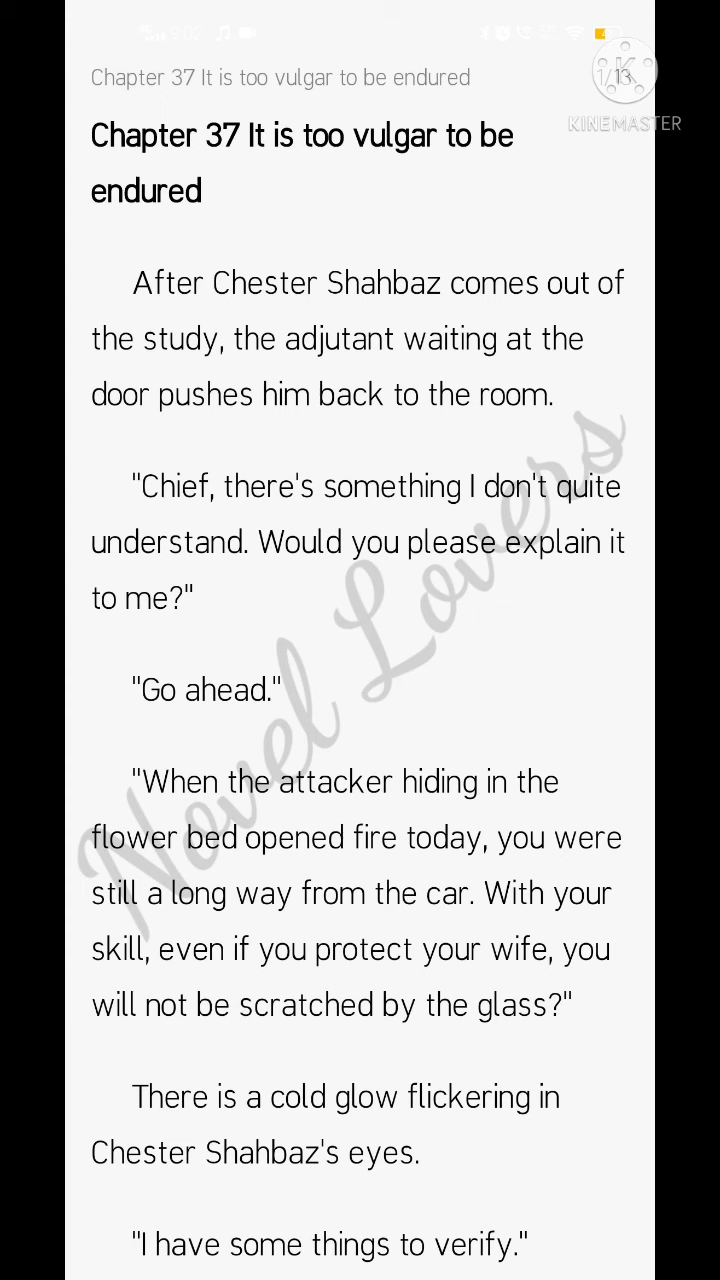 9:00
Chapter 37 It is too vulgar to be endured
1/13
K
KINEMASTER
Chapter 37 It is too vulgar to be
endured
After Chester Shahbaz comes out of
the study, the adjutant waiting at the
door pushes him back to the room.
"Chief, there's something I don't quite
understand. Would you please explain it
to me?"
"Go ahead."
"When the attacker hiding in the
flower bed opened fire today, you were
still a long way from the car. With your
skill, even if you protect your wife, you
will not be scratched by the glass?"
There is a cold glow flickering in
Chester Shahbaz's eyes.
"I have some things to verify."
Novel Lovers